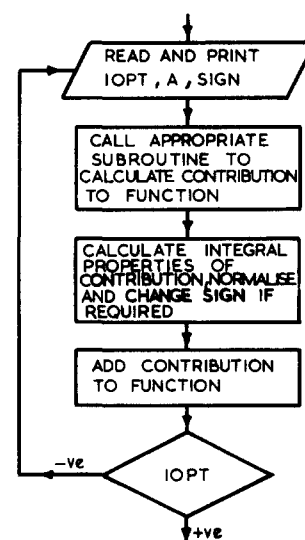 READ AND PRINT
IOPT, A, SIGN
CALL APPROPRIATE
SUBROUTINE TO
CALCULATE CONTRIBUTION
TO FUNCTION
CALCULATE INTEGRAL
PROPERTIES OF
CONTRIBUTION, NORMALISE
AND CHANGE SIGN IF
REQUIRED
ADD CONTRIBUTION
TO FUNCTION
IOPT
-ve
+ve